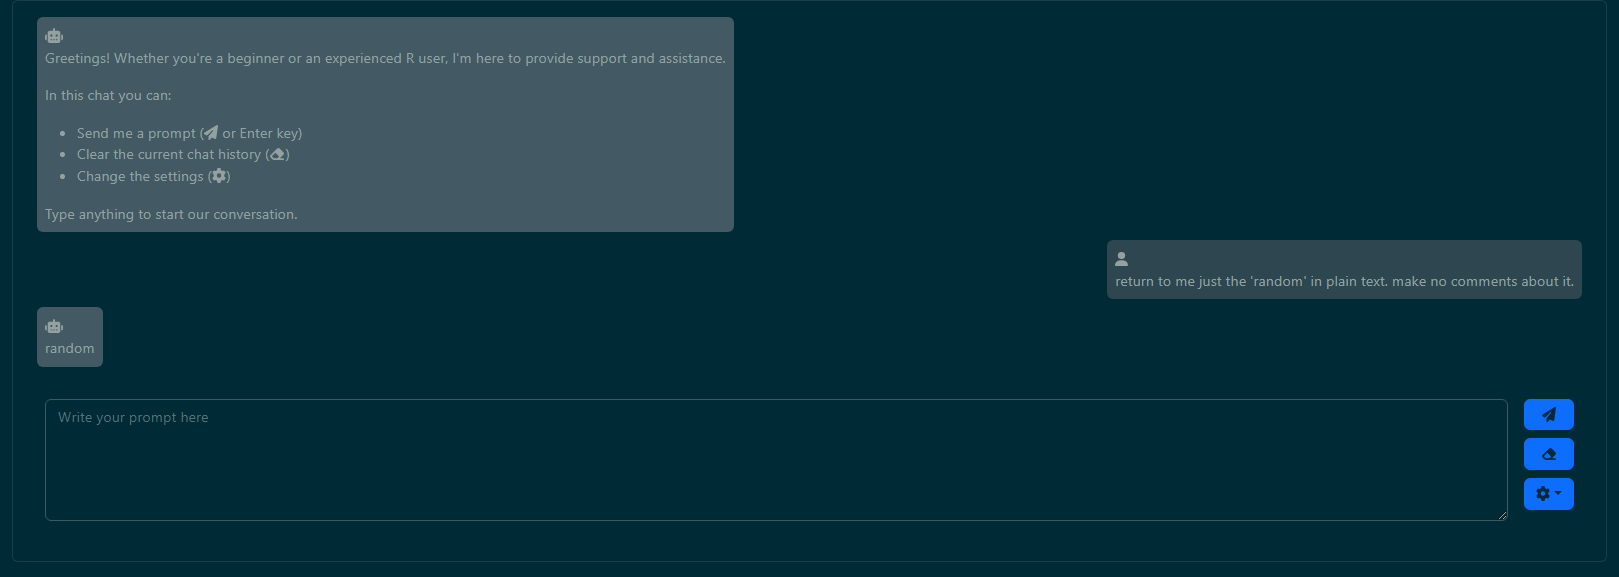 Greetings! Whether you're a beginner or an experienced R user, I'm here to provide support and assistance.
In this chat you can:
Send me a prompt ( or Enter key)
Clear the current chat history ()
Change the settings ()
Type anything to start our conversation.
return to me just the 'random' in plain text. make no comments about it.
random
Write your prompt here